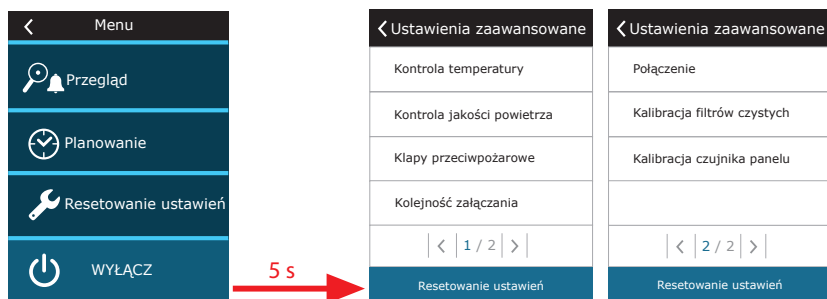 Menu
Przegląd
Planowanie
Resetowanie ustawień
WYŁĄCZ
5 s
Ustawienia zaawansowane
Kontrola temperatury
Kontrola jakości powietrza
Klapy przeciwpożarowe
Kolejność załączania
1 / 2
Resetowanie ustawień
Ustawienia zaawansowane
Połączenie
Kalibracja filtrów czystych
Kalibracja czujnika panelu
2 / 2
Resetowanie ustawień